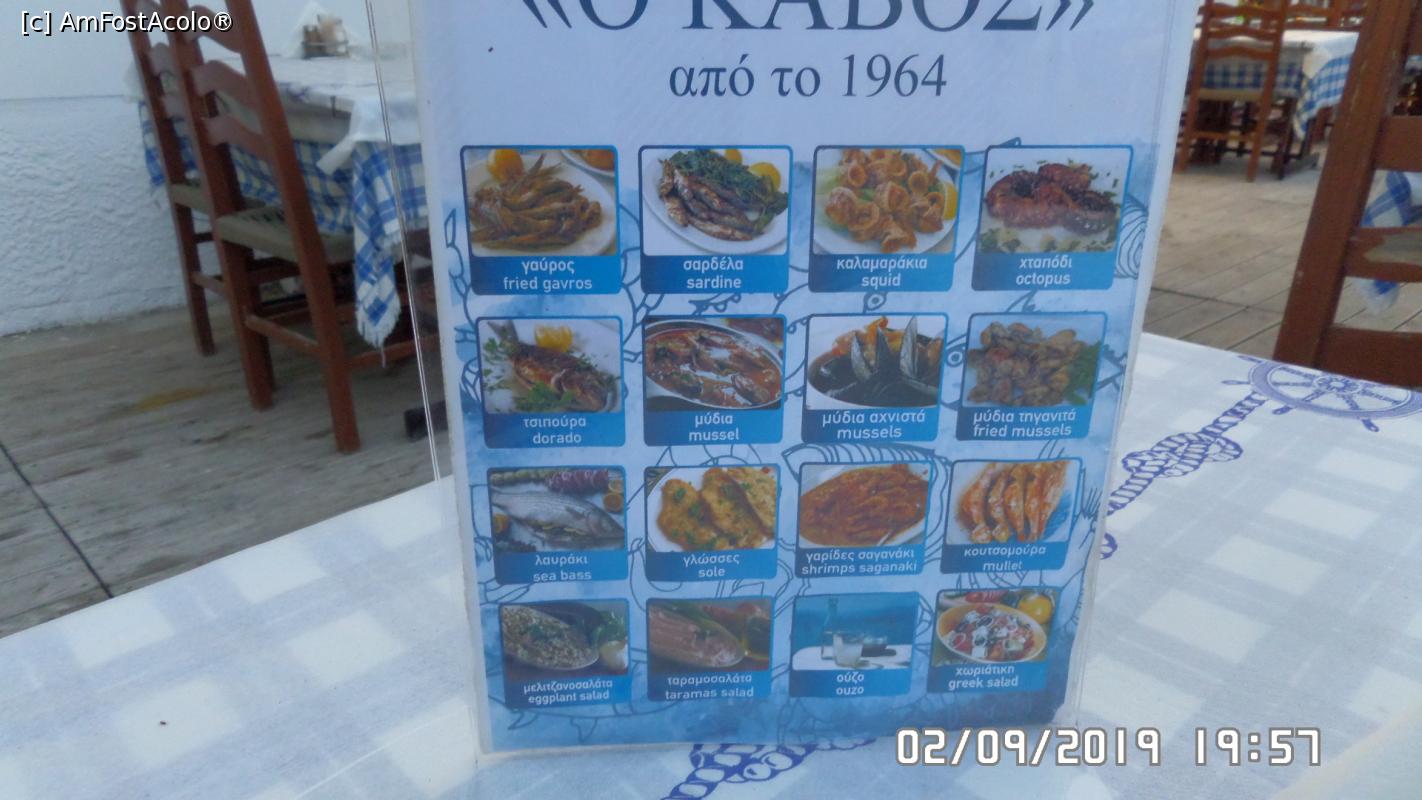 [c] AmFostAcolo®
«Ο ΚΑΒΟΣ»
από το 1964
γαύρος
fried gavros
σαρδέλα
sardine
καλαμαράκια
squid
χταπόδι
octopus
τσιπούρα
dorado
μύδια
mussel
μύδια αχνιστά
mussels
μύδια τηγανιτά
fried mussels
λαυράκι
sea bass
γλώσσες
sole
γαρίδες σαγανάκι
shrimps saganaki
κουτσομούρα
mullet
μελιτζανοσαλάτα
eggplant salad
ταραμοσαλάτα
taramas salad
ούζο
ouzo
χωριάτικη
greek salad
02/09/2019 19:57